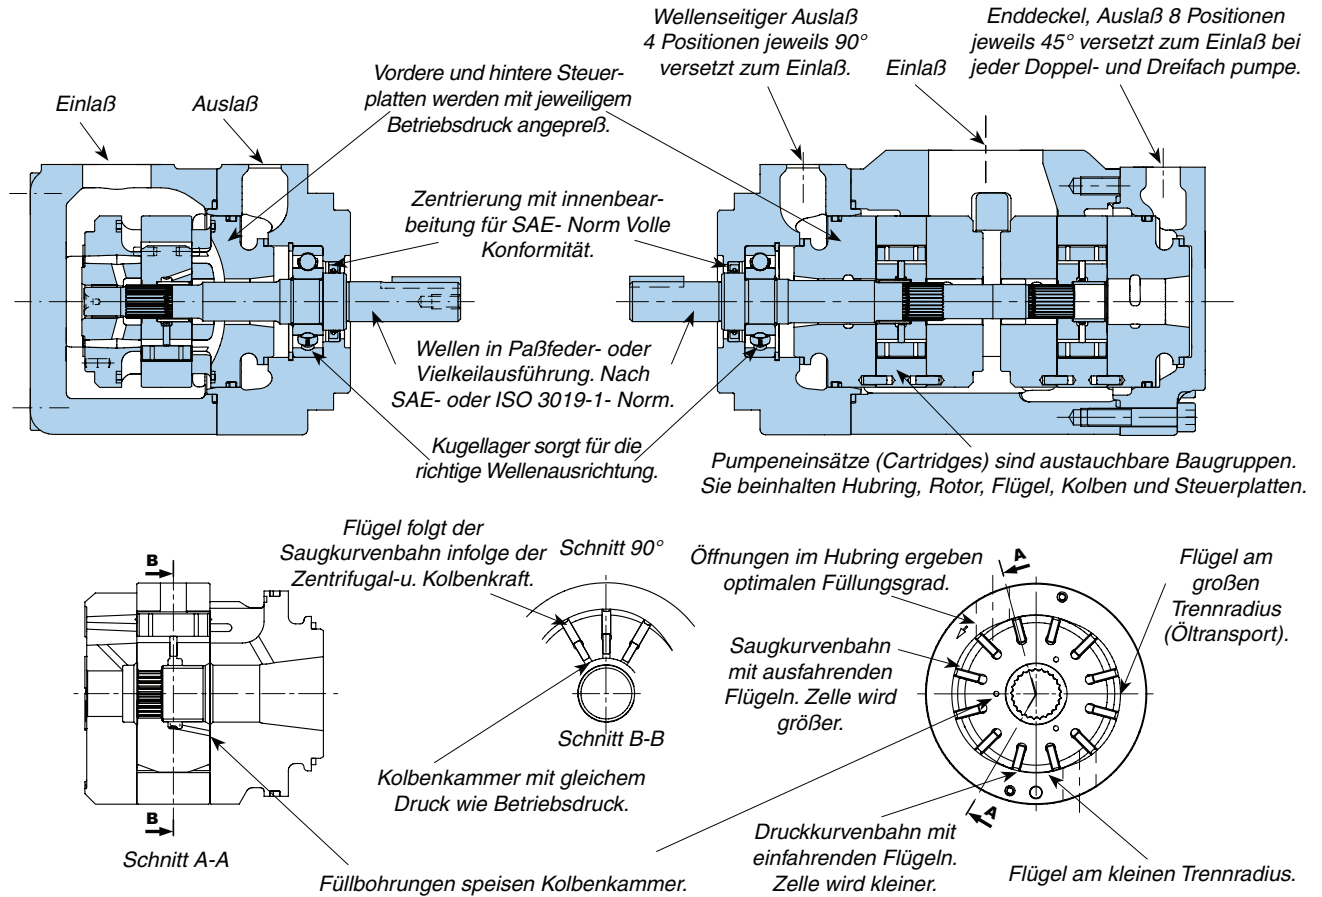 Wellenseitiger Auslaß
4 Positionen jeweils 90°
versetzt zum Einlaß.
Enddeckel, Auslaß 8 Positionen
jeweils 45° versetzt zum Einlaß bei
jeder Doppel- und Dreifach pumpe.
Einlaß
Vordere und hintere Steuer-
platten werden mit jeweiligem
Betriebsdruck angepreß.
Einlaß
Auslaß
Zentrierung mit innenbear-
beitung für SAE- Norm Volle
Konformität.
Wellen in Paßfeder- oder
Vielkeilausführung. Nach
SAE- oder ISO 3019-1- Norm.
Kugellager sorgt für die
richtige Wellenausrichtung.
Pumpeneinsätze (Cartridges) sind austauchbare Baugruppen.
Sie beinhalten Hubring, Rotor, Flügel, Kolben und Steuerplatten.
Flügel folgt der
Saugkurvenbahn infolge der
Zentrifugal-u. Kolbenkraft.
Schnitt 90°
Öffnungen im Hubring ergeben
optimalen Füllungsgrad.
Flügel am
großen
Trennradius
(Öltransport).
Saugkurvenbahn
mit ausfahrenden
Flügeln. Zelle wird
größer.
B
B
A
A
Schnitt B-B
Kolbenkammer mit gleichem
Druck wie Betriebsdruck.
Schnitt A-A
Füllbohrungen speisen Kolbenkammer.
Druckkurvenbahn mit
einfahrenden Flügeln.
Zelle wird kleiner.
Flügel am kleinen Trennradius.